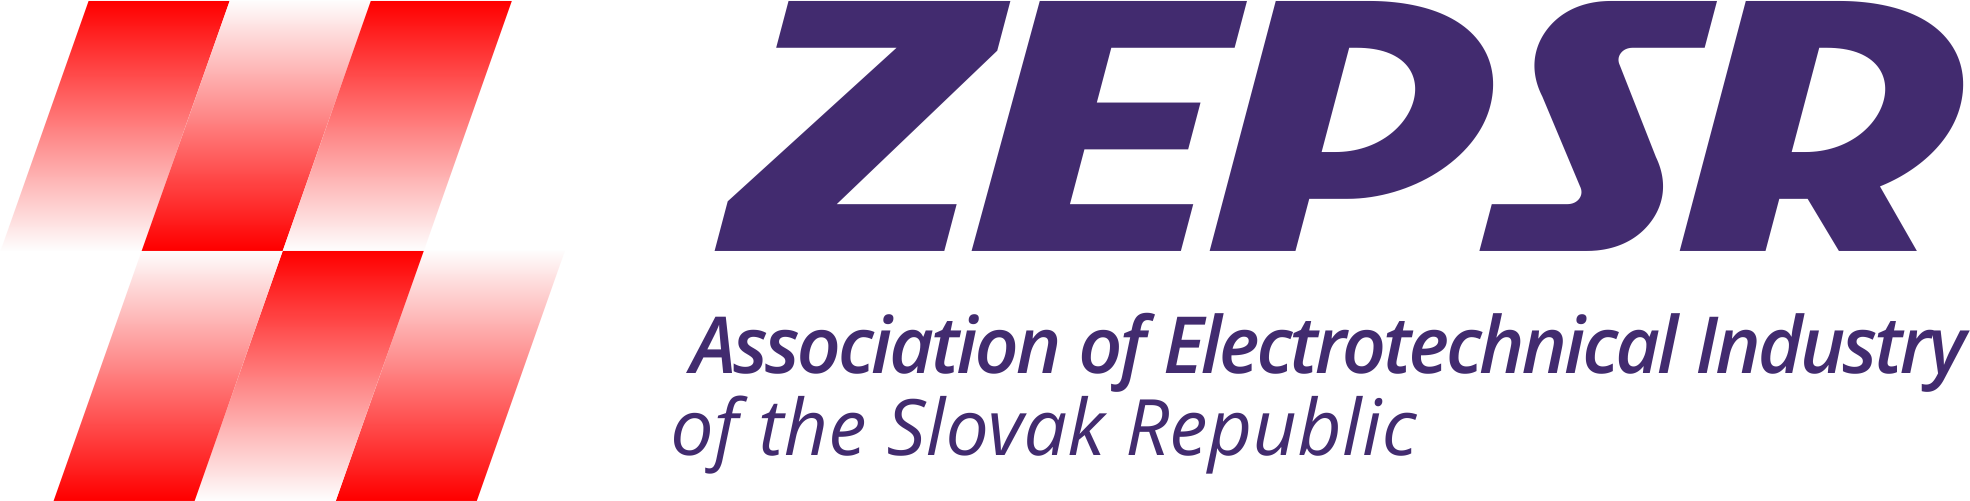 ZEPSR
Association of Electrotechnical Industry
of the Slovak Republic